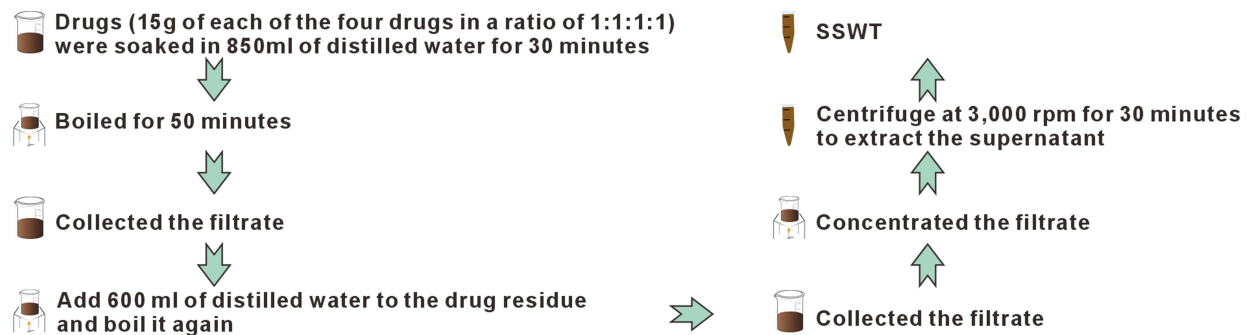 Drugs (15g of each of the four drugs in a ratio of 1:1:1:1)
were soaked in 850ml of distilled water for 30 minutes
Boiled for 50 minutes
Collected the filtrate
Add 600 ml of distilled water to the drug residue
and boil it again
Collected the filtrate
Concentrated the filtrate
Centrifuge at 3,000 rpm for 30 minutes
to extract the supernatant
SSWT